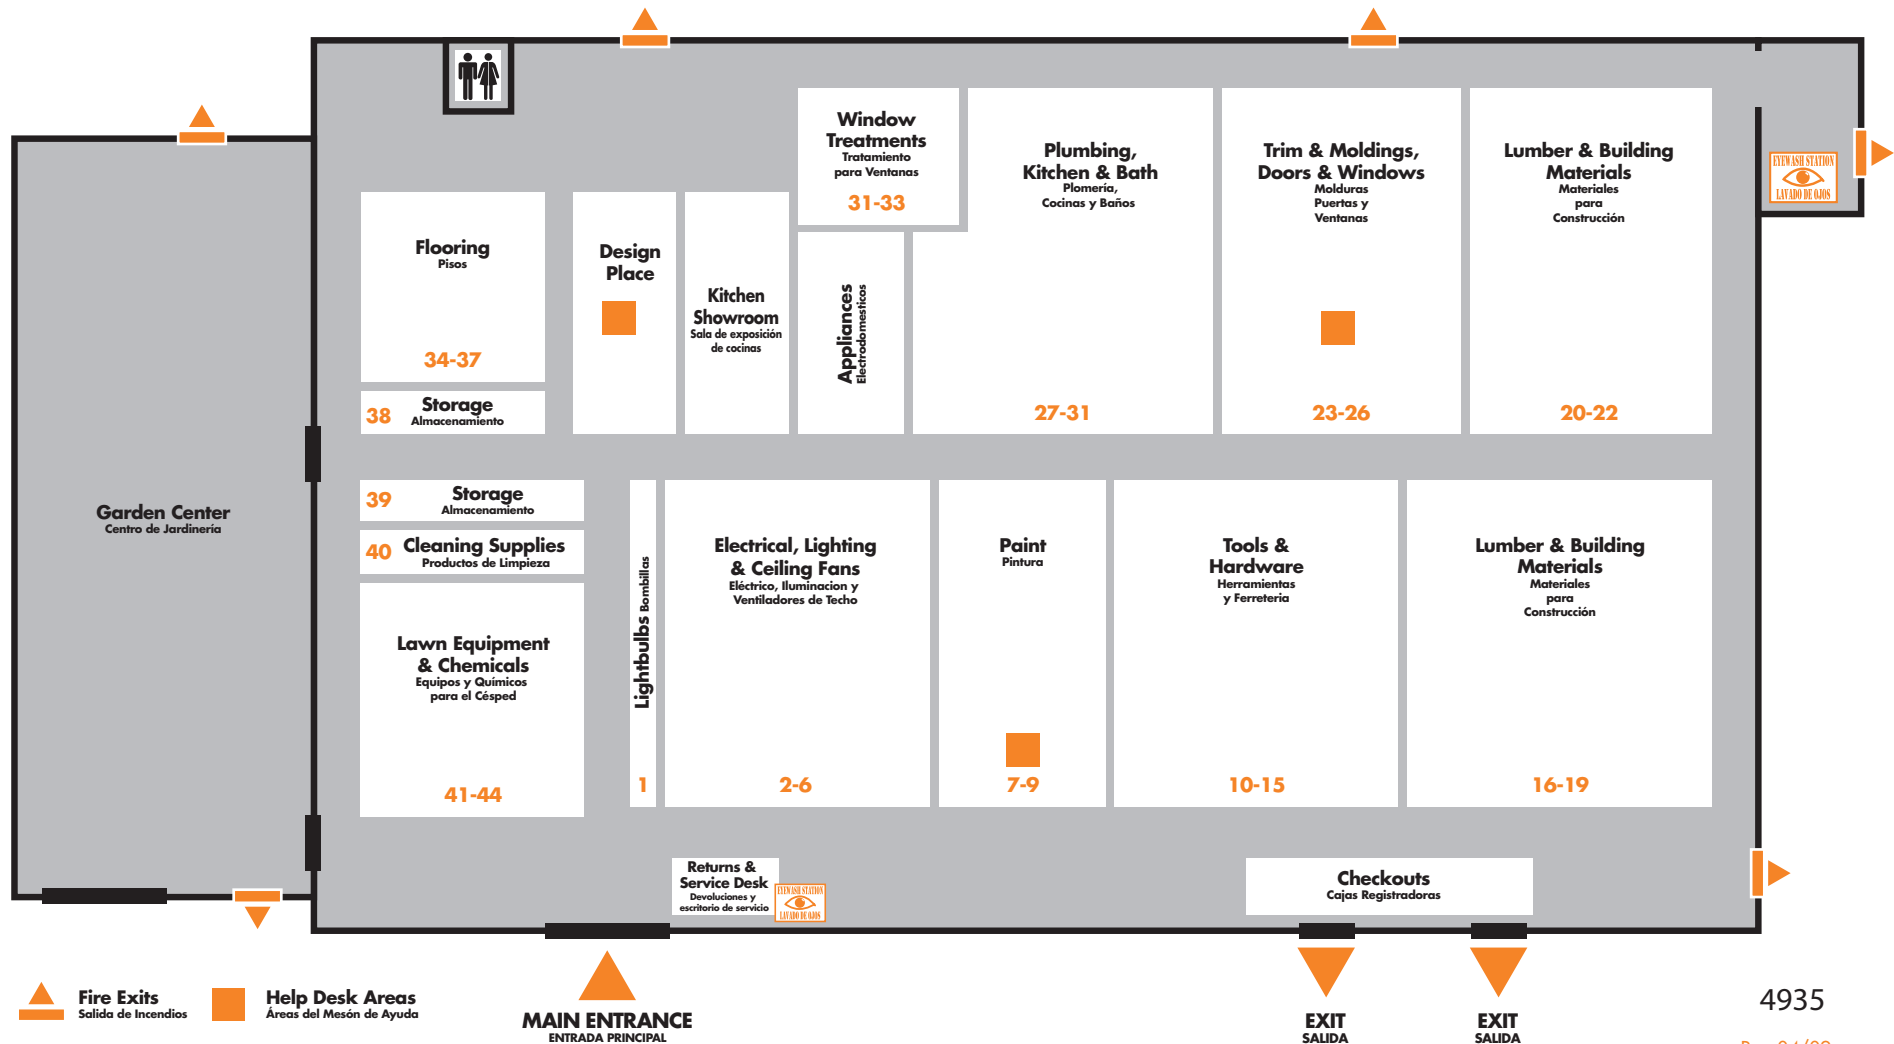 Window
Treatments
Tratamiento
para Ventanas
31-33
Plumbing,
Kitchen & Bath
Plomería,
Cocinas y Baños
27-31
Trim & Moldings,
Doors & Windows
Molduras
Puertas y
Ventanas
23-26
Lumber & Building
Materials
Materiales
para
Construcción
20-22
EYEWASH STATION
LAVADO DE OJOS
Flooring
Pisos
34-37
Design
Place
Kitchen
Showroom
Sala de exposición
de cocinas
Appliances
Electrodomesticos
38 Storage
Almacenamiento
Garden Center
Centro de Jardinería
39 Storage
Almacenamiento
40 Cleaning Supplies
Productos de Limpieza
Lawn Equipment
& Chemicals
Equipos y Químicos
para el Césped
41-44
Lightbulbs Bombillas
1
Electrical, Lighting
& Ceiling Fans
Eléctrico, Iluminacion y
Ventiladores de Techo
2-6
Paint
Pintura
7-9
Tools &
Hardware
Herramientas
y Ferreteria
10-15
Lumber & Building
Materials
Materiales
para
Construcción
16-19
Returns &
Service Desk
Devoluciones y
escritorio de servicio
EYEWASH STATION
LAVADO DE OJOS
Checkouts
Cajas Registradoras
Fire Exits
Salida de Incendios
Help Desk Areas
Áreas del Mesón de Ayuda
MAIN ENTRANCE
ENTRADA PRINCIPAL
EXIT
SALIDA
EXIT
SALIDA
4935